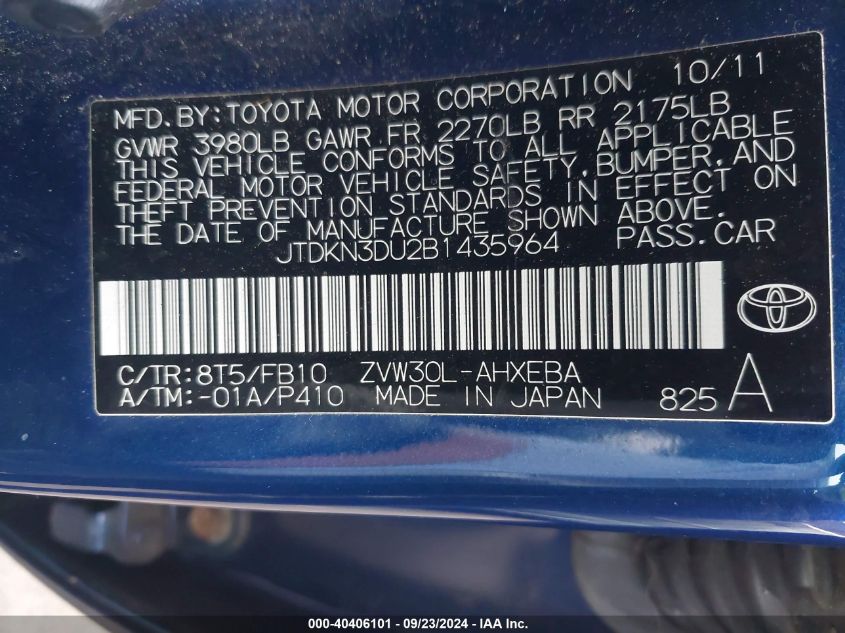 MFD. BY: TOYOTA MOTOR CORPORATION 10/11
GVWR 3980LB GAWR FR 2270LB RR 2175LB
THIS VEHICLE CONFORMS TO ALL APPLICABLE
FEDERAL MOTOR VEHICLE SAFETY, BUMPER, AND
THEFT PREVENTION STANDARDS IN EFFECT ON
THE DATE OF MANUFACTURE SHOWN ABOVE.
JTDKN3DU2B1435964 PASS. CAR
C/TR: 8T5/FB10 ZVW30L-AHXEBA
A/TM: -01A/P410 MADE IN JAPAN 825 A
000-40406101 - 09/23/2024 - IAA Inc.